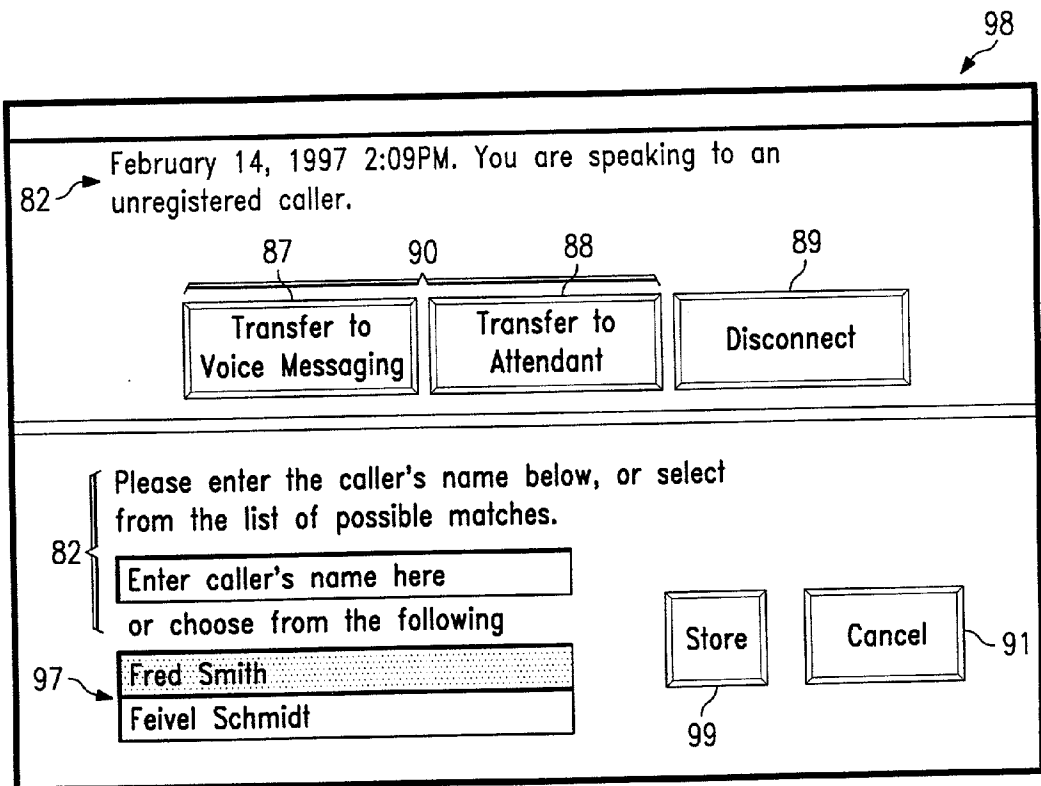 98
February 14, 1997 2:09PM. You are speaking to an
82
unregistered caller.
87 90 88 89
Transfer to
Voice Messaging
Transfer to
Attendant
Disconnect
Please enter the caller's name below, or select
from the list of possible matches.
82
Enter caller's name here
or choose from the following
Store
Cancel
91
97
Fred Smith
Feivel Schmidt
99